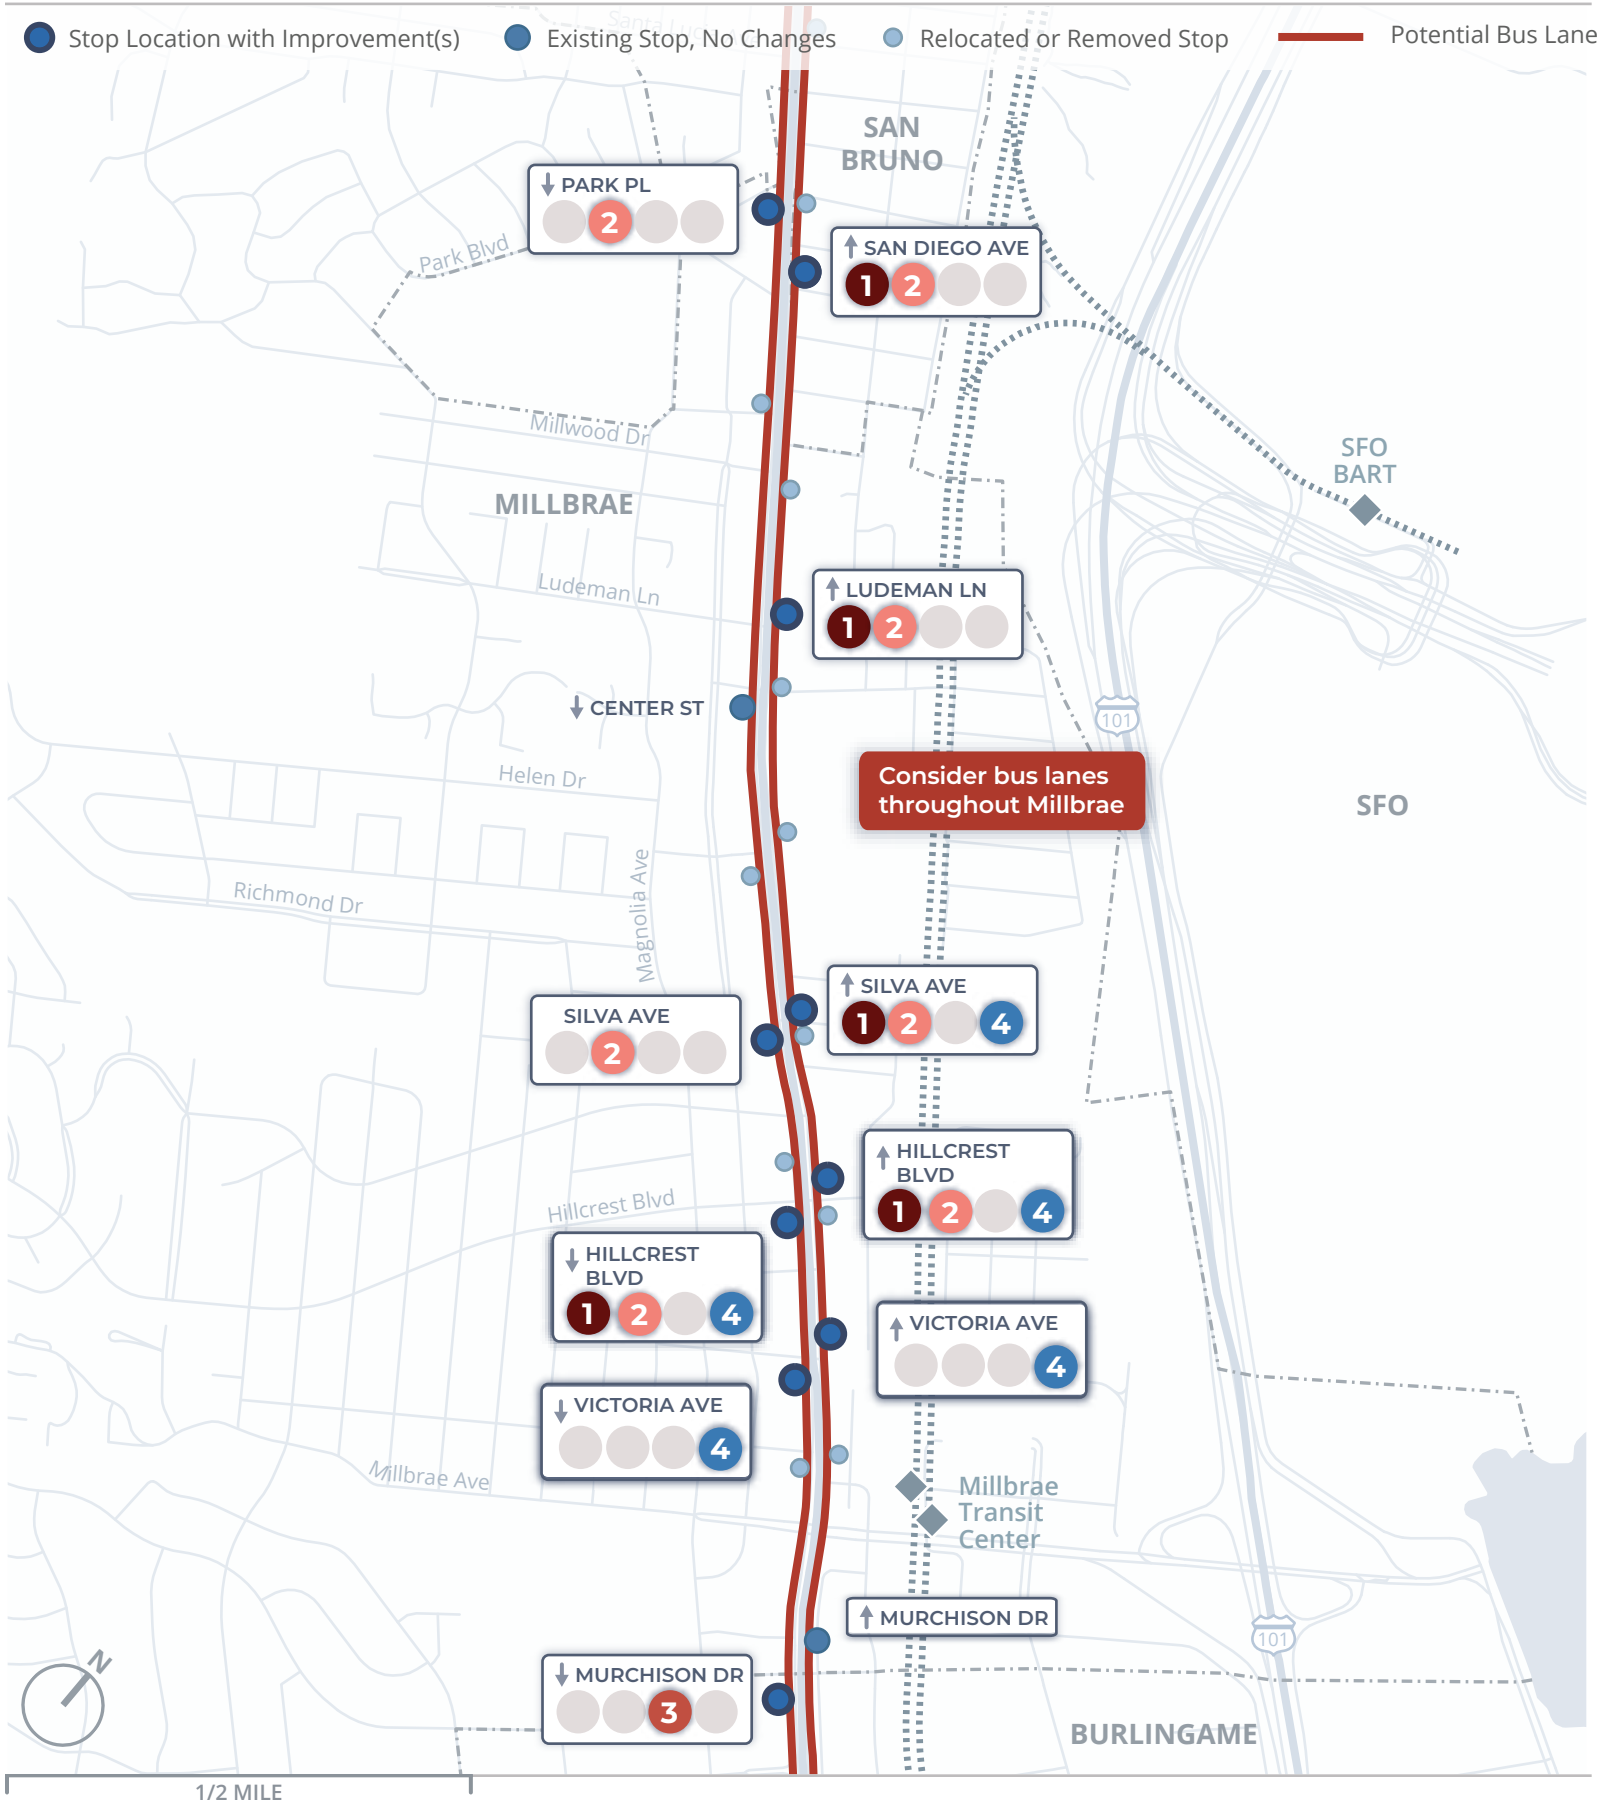 Santa Lucia
Stop Location with Improvement(s)
Existing Stop, No Changes
Relocated or Removed Stop
Potential Bus Lane
SAN
BRUNO
PARK PL
2
Park Blvd
SAN DIEGO AVE
1 2
Millwood Dr
SFO
BART
MILLBRAE
Ludeman Ln
LUDEMAN LN
1 2
CENTER ST
101
Helen Dr
Consider bus lanes
throughout Millbrae
SFO
Richmond Dr
Magnolia Ave
SILVA AVE
1 2 4
SILVA AVE
2
HILLCREST
BLVD
1 2 4
Hillcrest Blvd
HILLCREST
BLVD
1 2 4
VICTORIA AVE
4
VICTORIA AVE
4
Millbrae Ave
Millbrae
Transit
Center
MURCHISON DR
101
MURCHISON DR
3
N
BURLINGAME
1/2 MILE